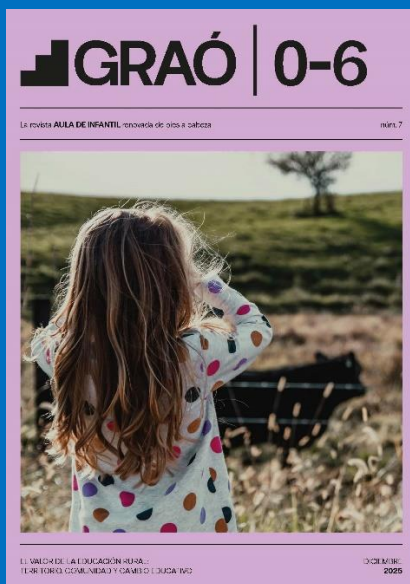 GRAÓ | 0-6
La revista AULA DE INFANTIL renovada de pies a cabeza
núm. 7
EL VALOR DE LA EDUCACIÓN RURAL:
TERRITORIO, COMUNIDAD Y CAMBIO EDUCATIVO
DICIEMBRE
2025